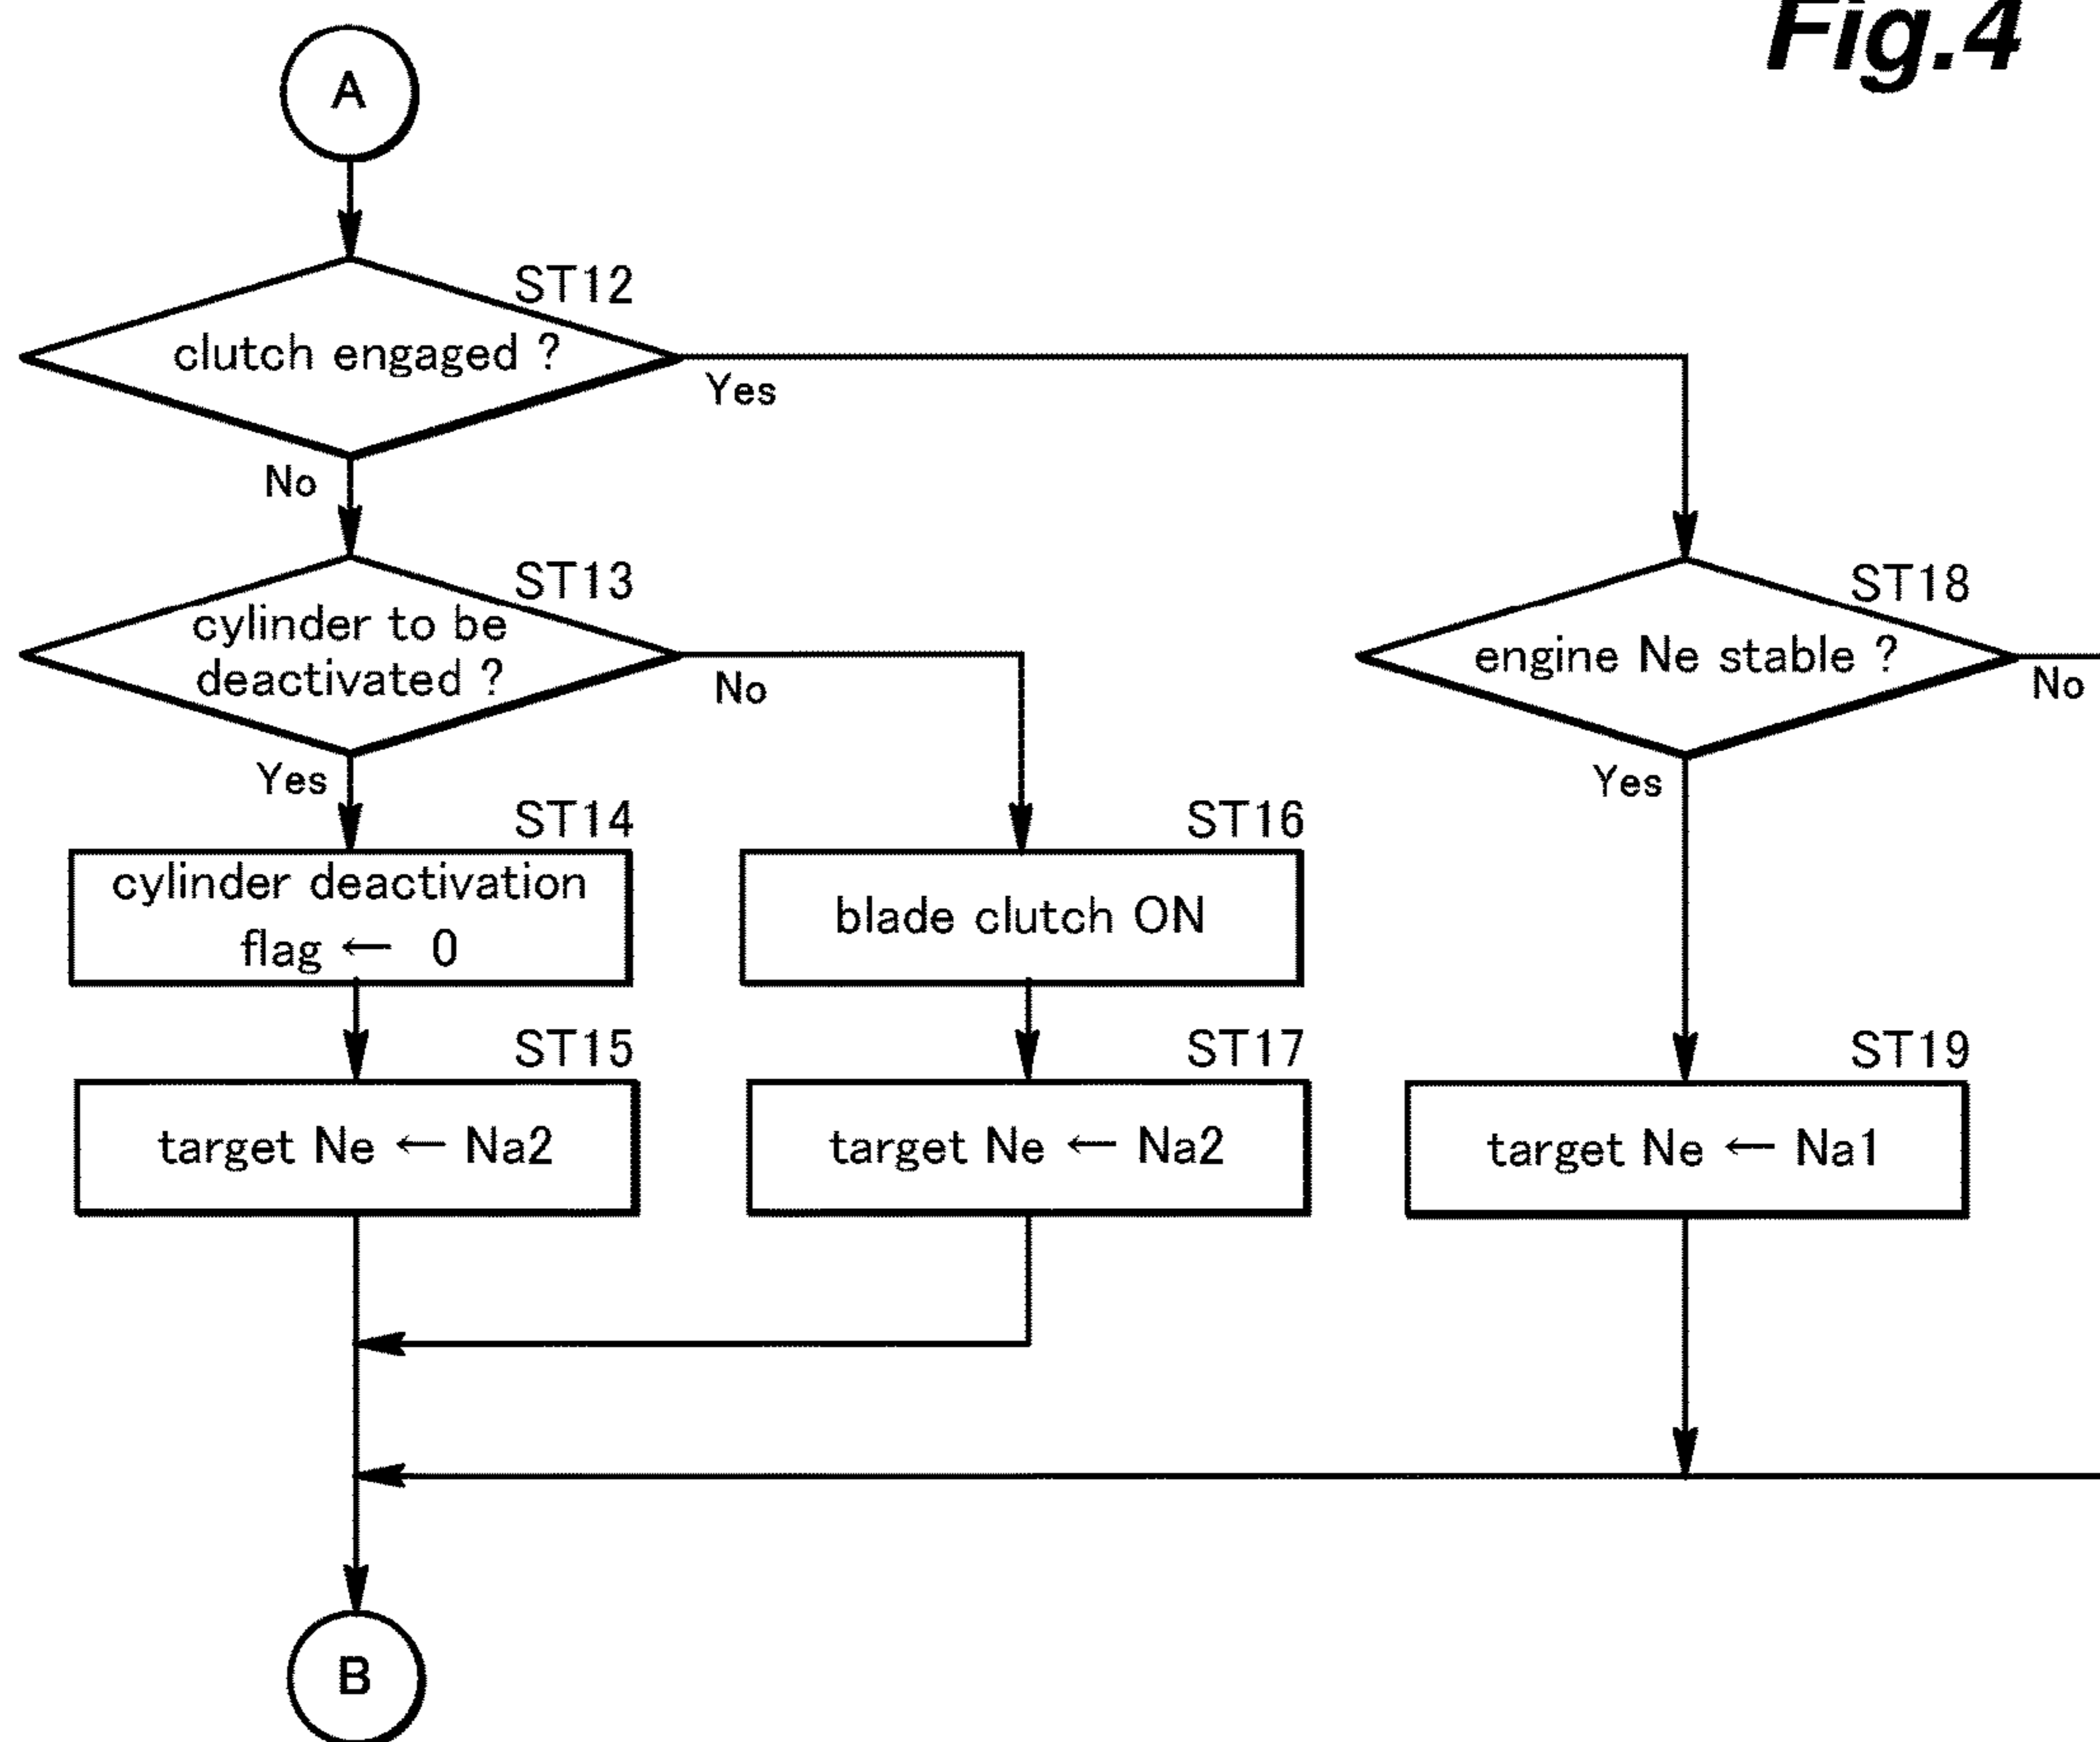 Fig.4
A
ST12
clutch engaged ?
Yes
No
ST13
cylinder to be
deactivated ?
No
Yes
ST18
engine Ne stable ?
No
Yes
ST14
cylinder deactivation
flag ← 0
ST16
blade clutch ON
ST15
target Ne ← Na2
ST17
target Ne ← Na2
ST19
target Ne ← Na1
B